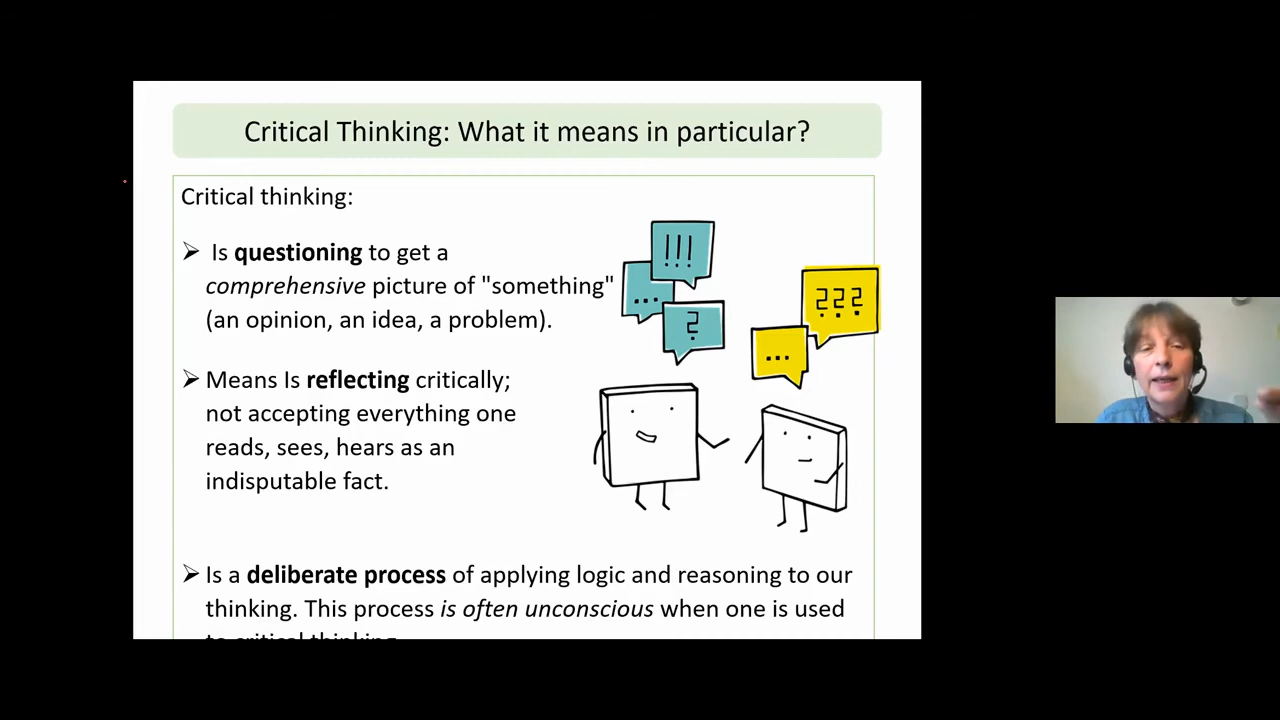 Critical Thinking: What it means in particular?
Critical thinking:
➢ Is questioning to get a
comprehensive picture of "something"
(an opinion, an idea, a problem).
!!!
...
?
???
...
➢ Means Is reflecting critically;
not accepting everything one
reads, sees, hears as an
indisputable fact.
➢ Is a deliberate process of applying logic and reasoning to our
thinking. This process is often unconscious when one is used
to critical thinking.